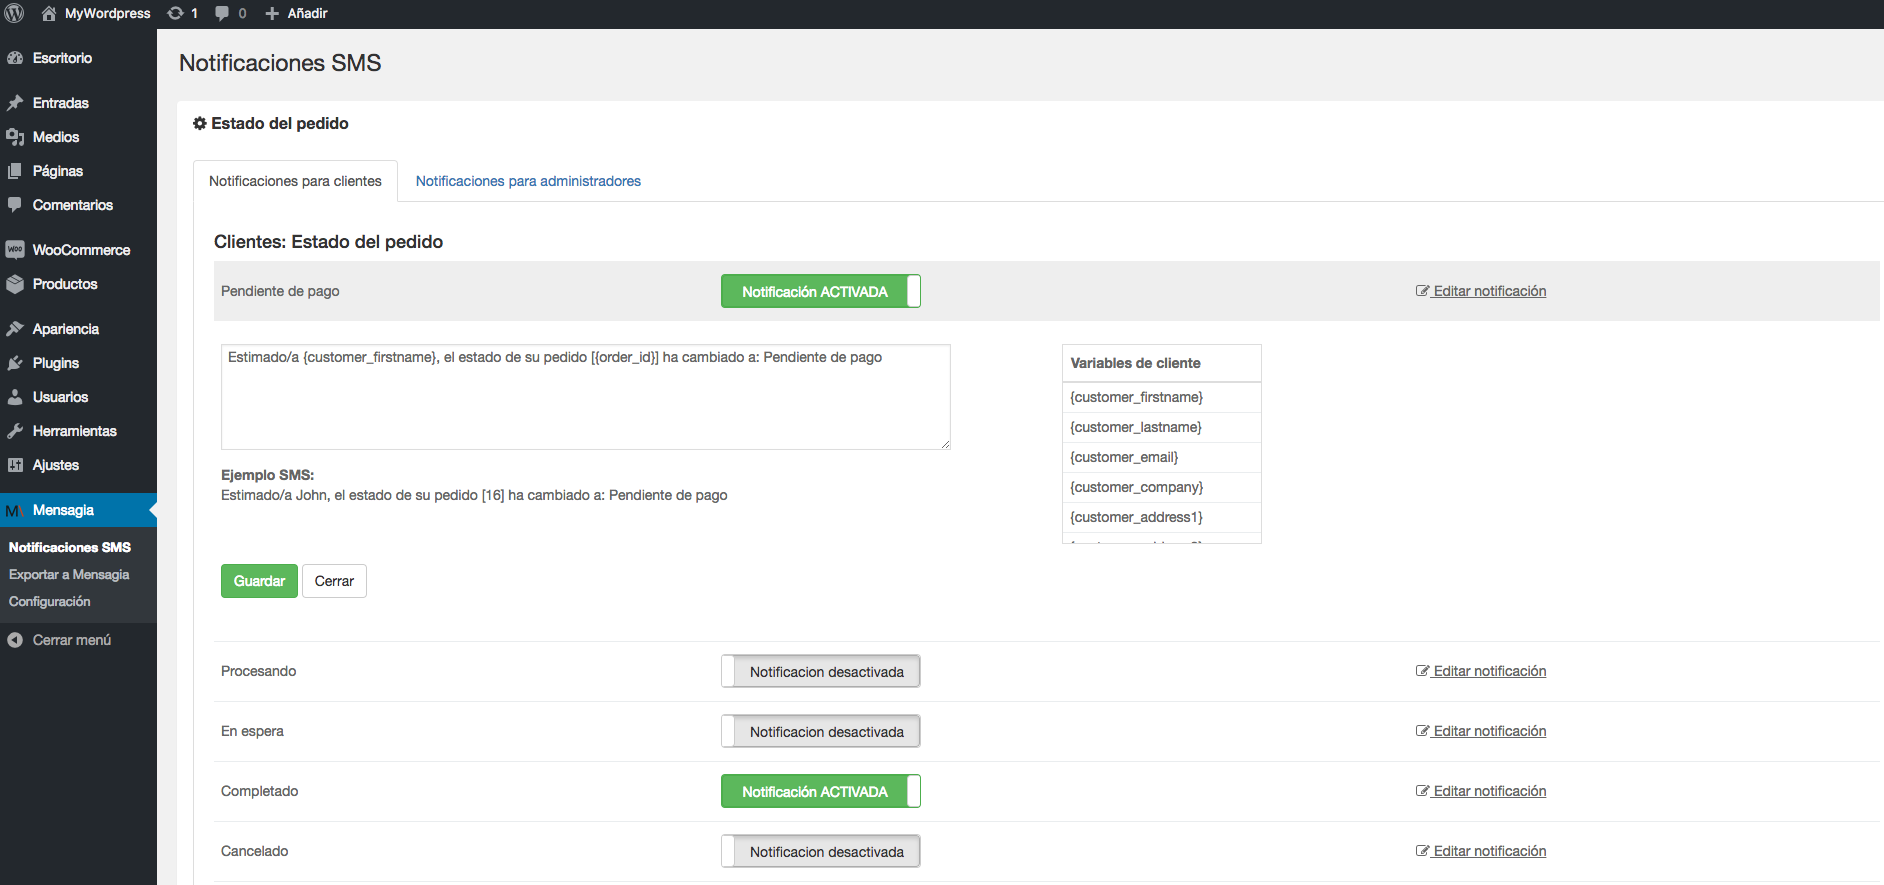 MyWordpress 1 0 Añadir
Escritorio
Entradas
Medios
Páginas
Comentarios
WooCommerce
Productos
Apariencia
Plugins
Usuarios
Herramientas
Ajustes
Mensagia
Notificaciones SMS
Exportar a Mensagia
Configuración
Cerrar menú
Notificaciones SMS
Estado del pedido
Notificaciones para clientes Notificaciones para administradores
Clientes: Estado del pedido
Pendiente de pago Notificación ACTIVADA Editar notificación
Estimado/a {customer_firstname}, el estado de su pedido [{order_id}] ha cambiado a: Pendiente de pago
Ejemplo SMS:
Estimado/a John, el estado de su pedido [16] ha cambiado a: Pendiente de pago
Variables de cliente
{customer_firstname}
{customer_lastname}
{customer_email}
{customer_company}
{customer_address1}
Guardar Cerrar
Procesando Notificacion desactivada Editar notificación
En espera Notificacion desactivada Editar notificación
Completado Notificación ACTIVADA Editar notificación
Cancelado Notificacion desactivada Editar notificación